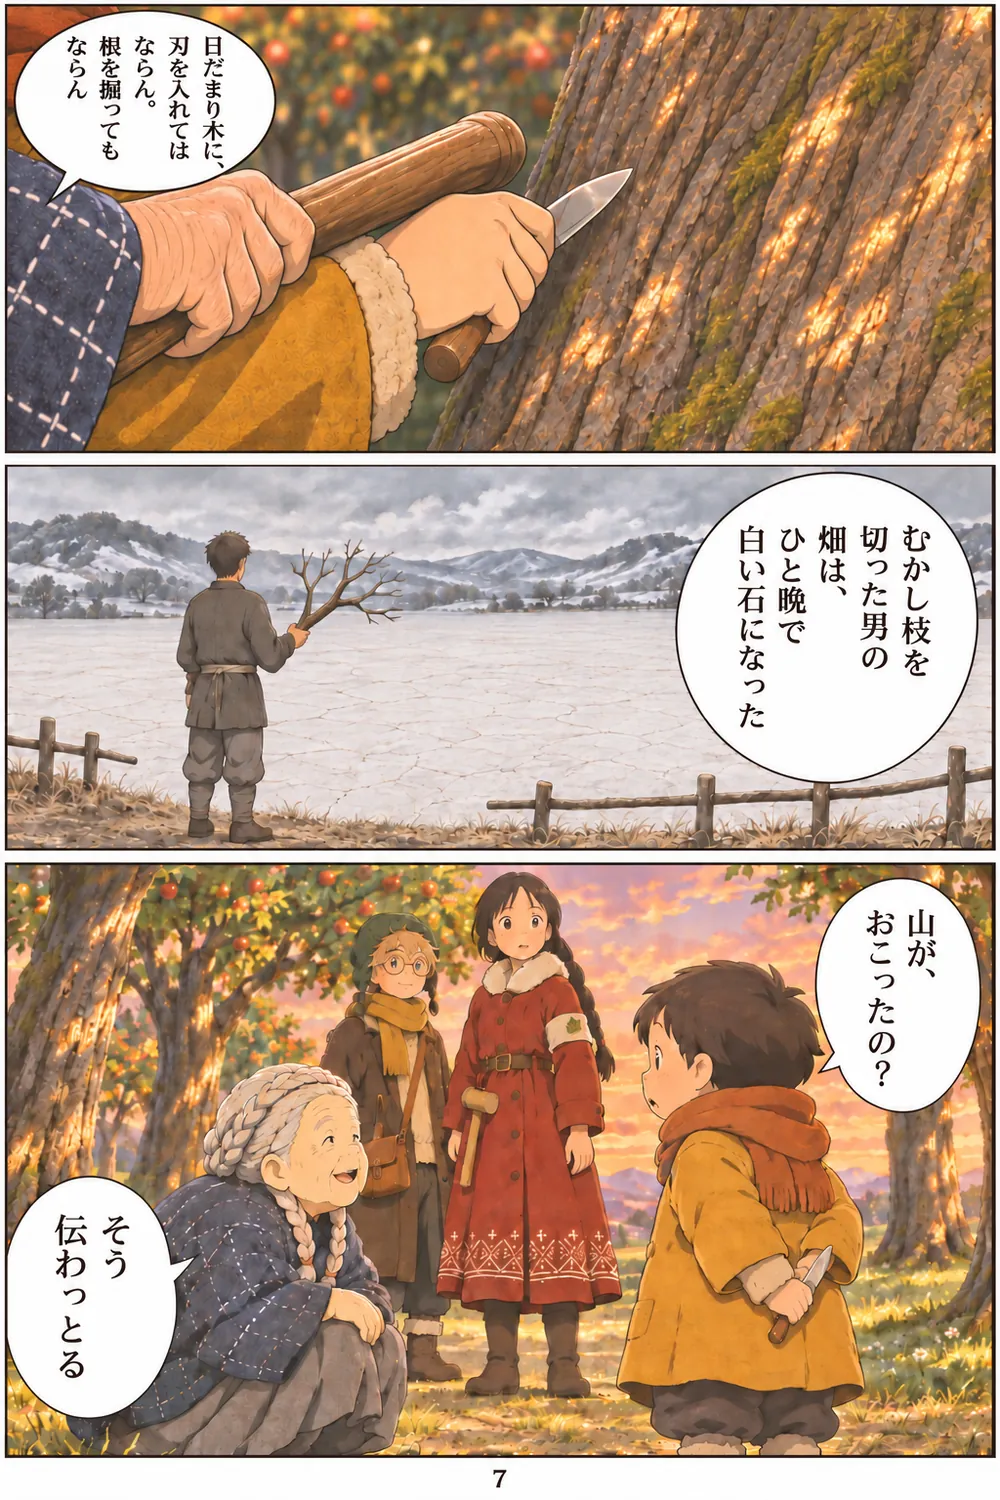 日だまり木に、
刃を入れては
ならん。
根を掘っても
ならん
むかし枝を
切った男の
畑は、
ひと晩で
白い石になった
山が、
おこったの?
そう
伝わっとる
7